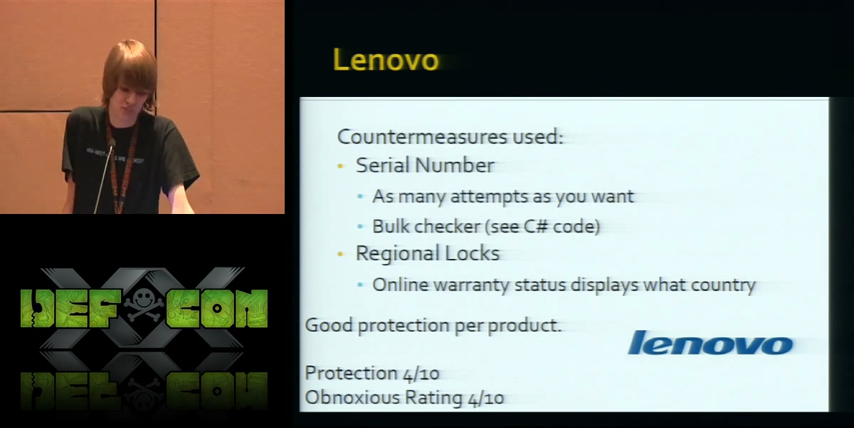 Lenovo
Countermeasures used:
Serial Number
As many attempts as you want
Bulk checker (see C# code)
Regional Locks
Online warranty status displays what country
Good protection per product.
lenovo
Protection 4/10
Obnoxious Rating 4/10
DEF CON
XX